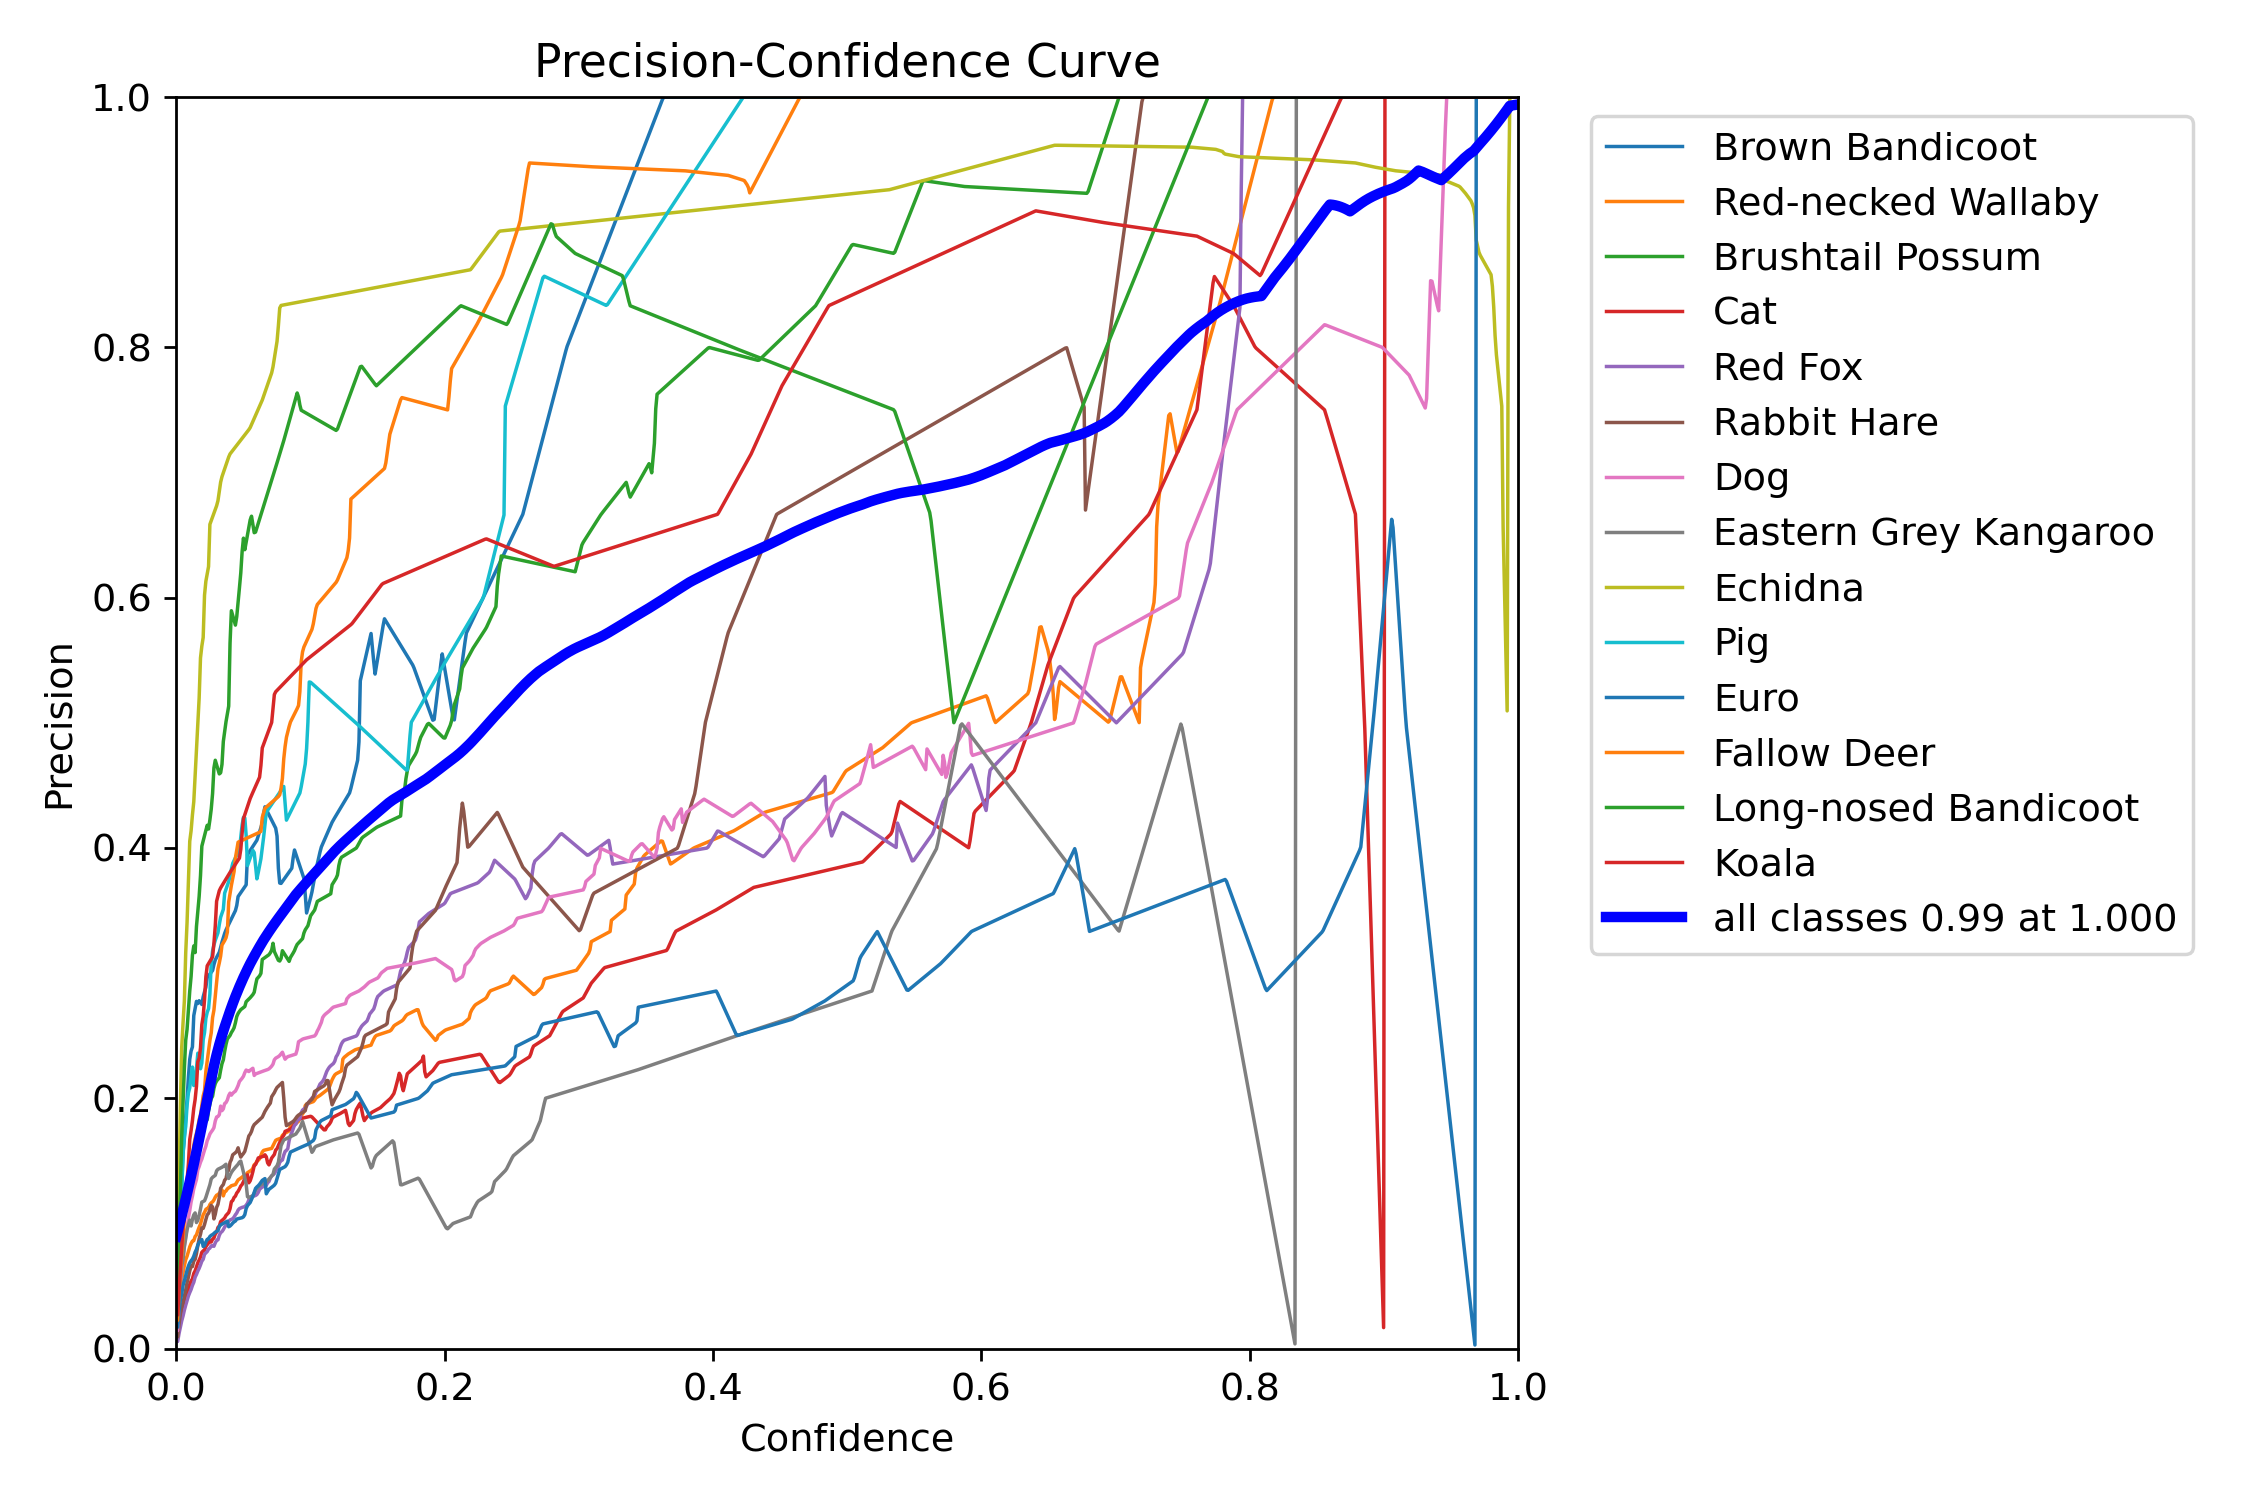 Precision-Confidence Curve
1.0
0.8
0.6
0.4
0.2
0.0
Precision
0.0 0.2 0.4 0.6 0.8 1.0
Confidence
Brown Bandicoot
Red-necked Wallaby
Brushtail Possum
Cat
Red Fox
Rabbit Hare
Dog
Eastern Grey Kangaroo
Echidna
Pig
Euro
Fallow Deer
Long-nosed Bandicoot
Koala
all classes 0.99 at 1.000